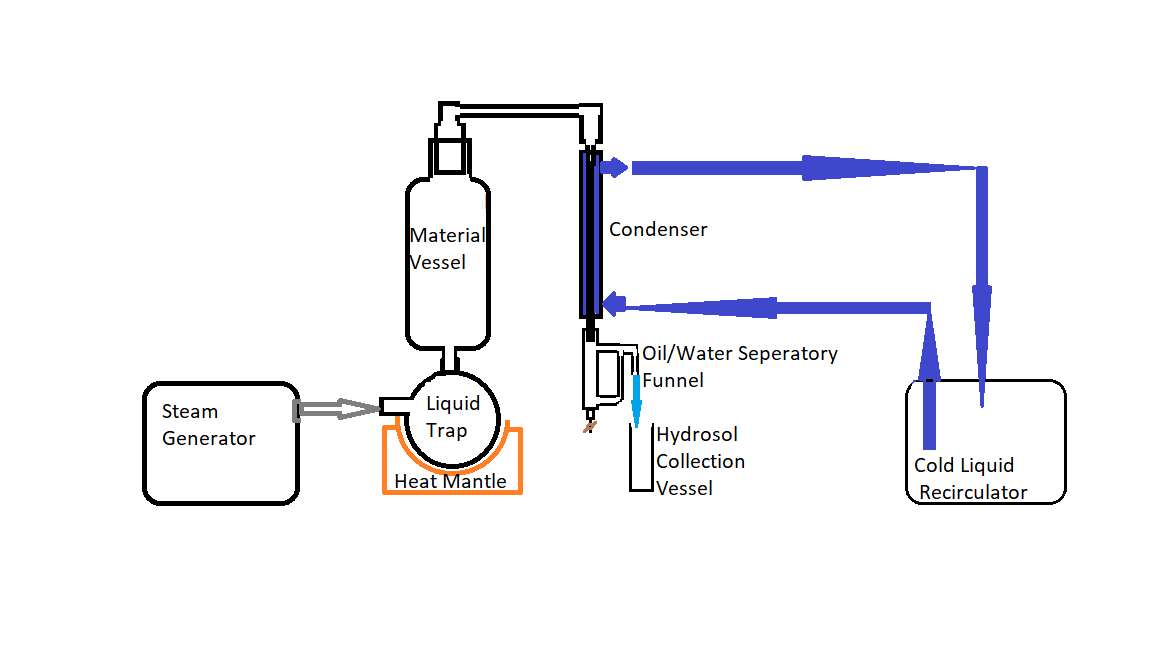 Material
Vessel
Condenser
Steam
Generator
Liquid
Trap
Heat Mantle
Oil/Water Seperatory
Funnel
Hydrosol
Collection
Vessel
Cold Liquid
Recirculator